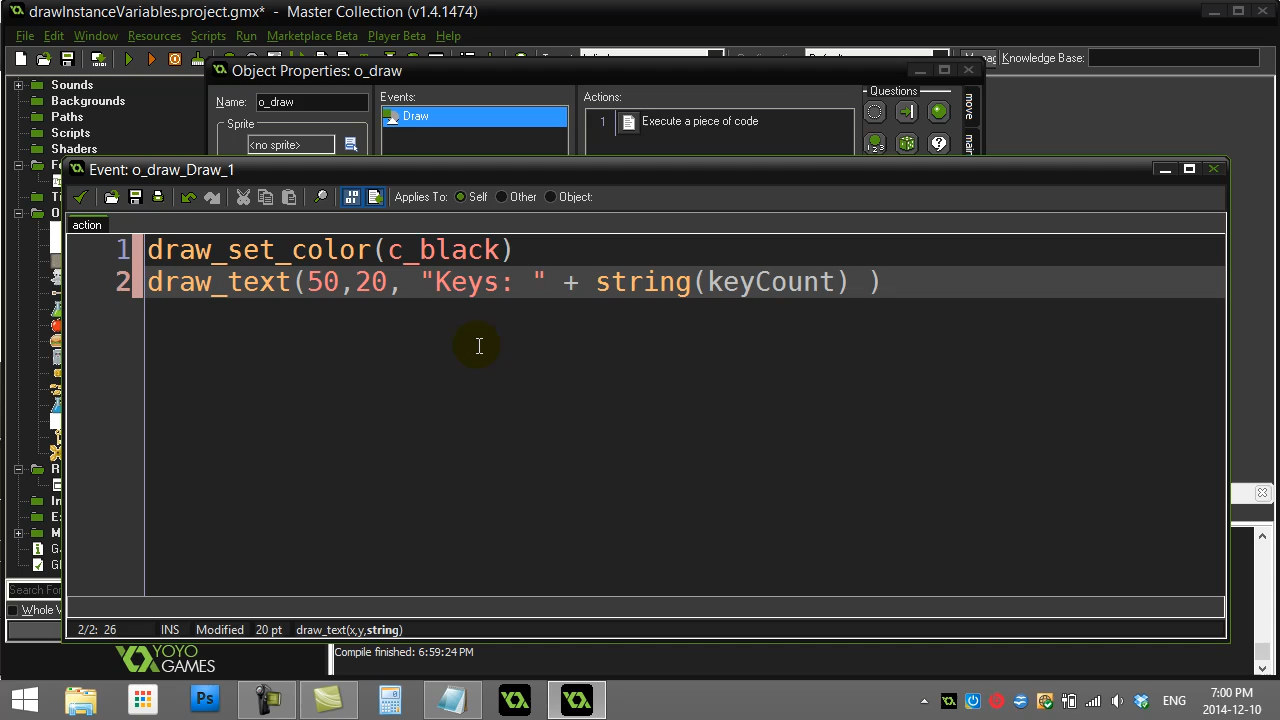 drawInstanceVariables.project.gmx* - Master Collection (v1.4.1474)
File Edit Window Resources Scripts Run Marketplace Beta Player Beta Help
Knowledge Base:
Object Properties: o_draw
Sounds
Backgrounds
Paths
Scripts
Shaders
Name: o_draw
Sprite
<no sprite>
Events:
Draw
Actions:
1 Execute a piece of code
Questions
move
Event: o_draw_Draw_1
Applies To: Self Other Object:
action
1 draw_set_color(c_black)
2 draw_text(50,20, "Keys: " + string(keyCount) )
2/2: 26 INS Modified 20 pt draw_text(x,y,string)
YOYO
GAMES
Compile finished: 6:59:24 PM
Ps
ENG
7:00 PM
2014-12-10